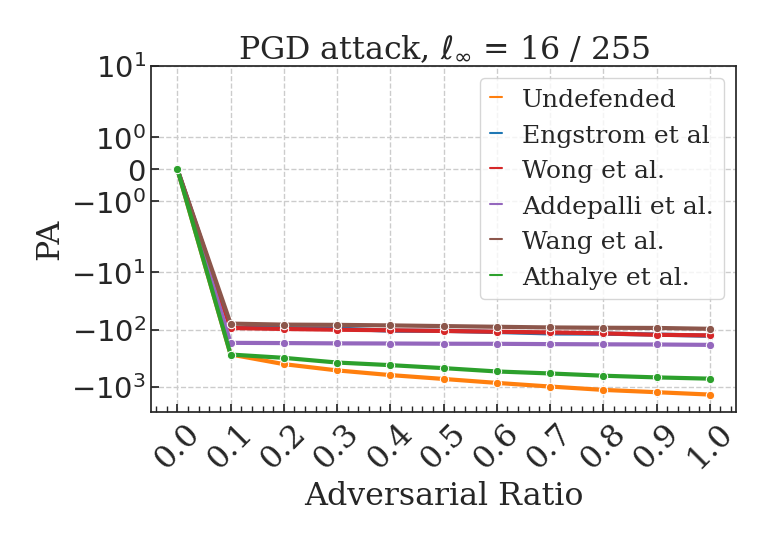 PGD attack, ℓ∞ = 16 / 255
10¹
10⁰
0
−10⁰
−10¹
−10²
−10³
PA
Undefended
Engstrom et al
Wong et al.
Addepalli et al.
Wang et al.
Athalye et al.
0.0 0.1 0.2 0.3 0.4 0.5 0.6 0.7 0.8 0.9 1.0
Adversarial Ratio